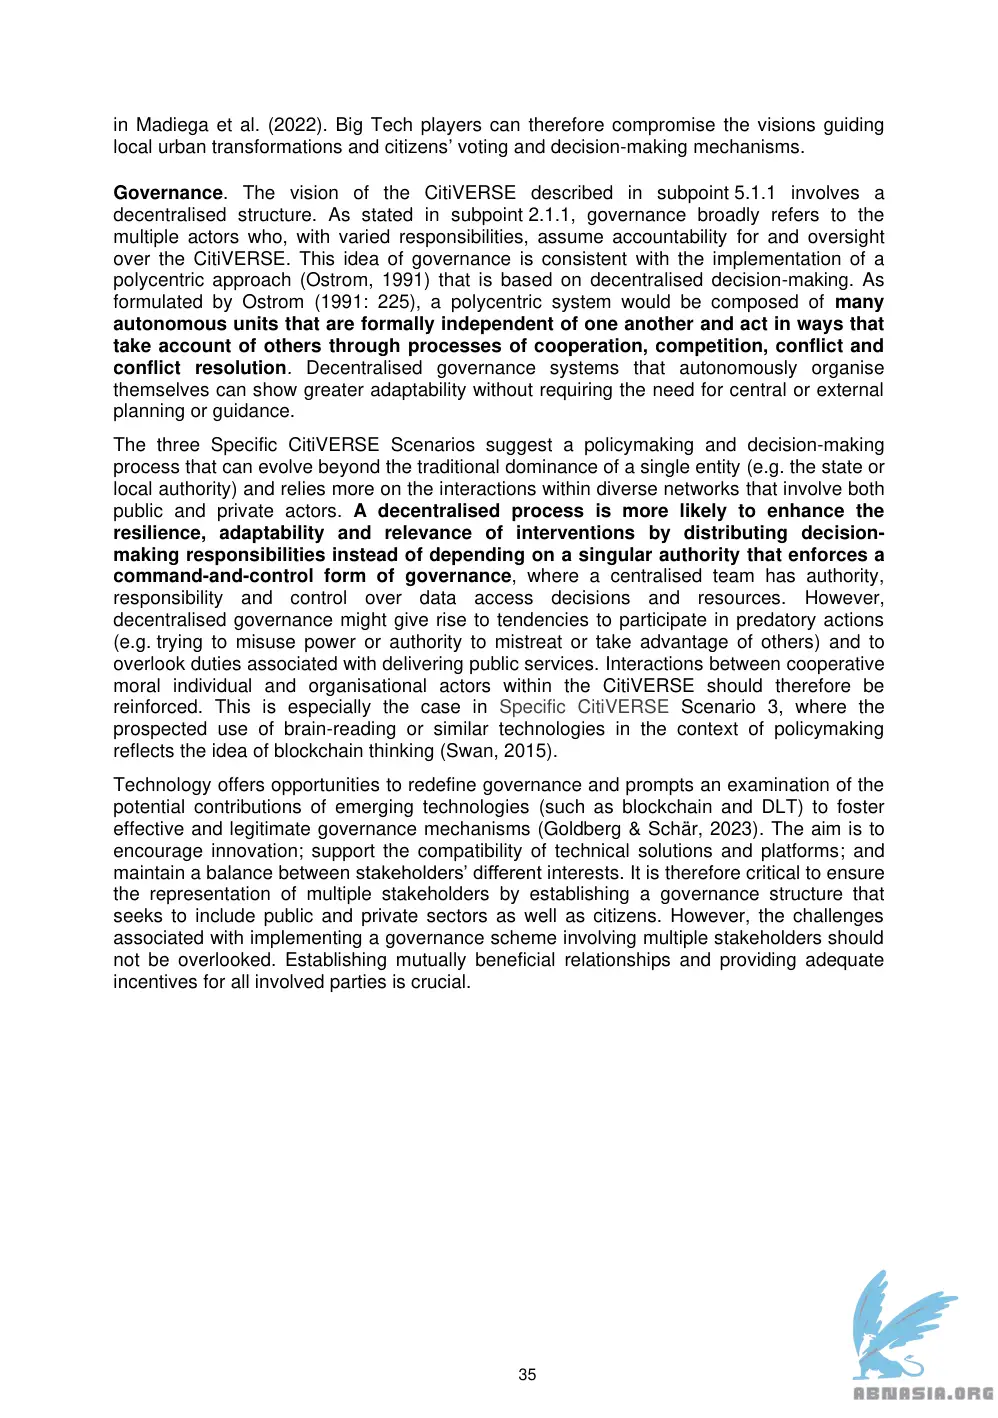 in Madiega et al. (2022). Big Tech players can therefore compromise the visions guiding
local urban transformations and citizens’ voting and decision-making mechanisms.
Governance. The vision of the CitiVERSE described in subpoint 5.1.1 involves a
decentralised structure. As stated in subpoint 2.1.1, governance broadly refers to the
multiple actors who, with varied responsibilities, assume accountability for and oversight
over the CitiVERSE. This idea of governance is consistent with the implementation of a
polycentric approach (Ostrom, 1991) that is based on decentralised decision-making. As
formulated by Ostrom (1991: 225), a polycentric system would be composed of many
autonomous units that are formally independent of one another and act in ways that
take account of others through processes of cooperation, competition, conflict and
conflict resolution. Decentralised governance systems that autonomously organise
themselves can show greater adaptability without requiring the need for central or external
planning or guidance.
The three Specific CitiVERSE Scenarios suggest a policymaking and decision-making
process that can evolve beyond the traditional dominance of a single entity (e.g. the state or
local authority) and relies more on the interactions within diverse networks that involve both
public and private actors. A decentralised process is more likely to enhance the
resilience, adaptability and relevance of interventions by distributing decision-
making responsibilities instead of depending on a singular authority that enforces a
command-and-control form of governance, where a centralised team has authority,
responsibility and control over data access decisions and resources. However,
decentralised governance might give rise to tendencies to participate in predatory actions
(e.g. trying to misuse power or authority to mistreat or take advantage of others) and to
overlook duties associated with delivering public services. Interactions between cooperative
moral individual and organisational actors within the CitiVERSE should therefore be
reinforced. This is especially the case in Specific CitiVERSE Scenario 3, where the
prospected use of brain-reading or similar technologies in the context of policymaking
reflects the idea of blockchain thinking (Swan, 2015).
Technology offers opportunities to redefine governance and prompts an examination of the
potential contributions of emerging technologies (such as blockchain and DLT) to foster
effective and legitimate governance mechanisms (Goldberg & Schär, 2023). The aim is to
encourage innovation; support the compatibility of technical solutions and platforms; and
maintain a balance between stakeholders’ different interests. It is therefore critical to ensure
the representation of multiple stakeholders by establishing a governance structure that
seeks to include public and private sectors as well as citizens. However, the challenges
associated with implementing a governance scheme involving multiple stakeholders should
not be overlooked. Establishing mutually beneficial relationships and providing adequate
incentives for all involved parties is crucial.
35
ABNASIA.ORG